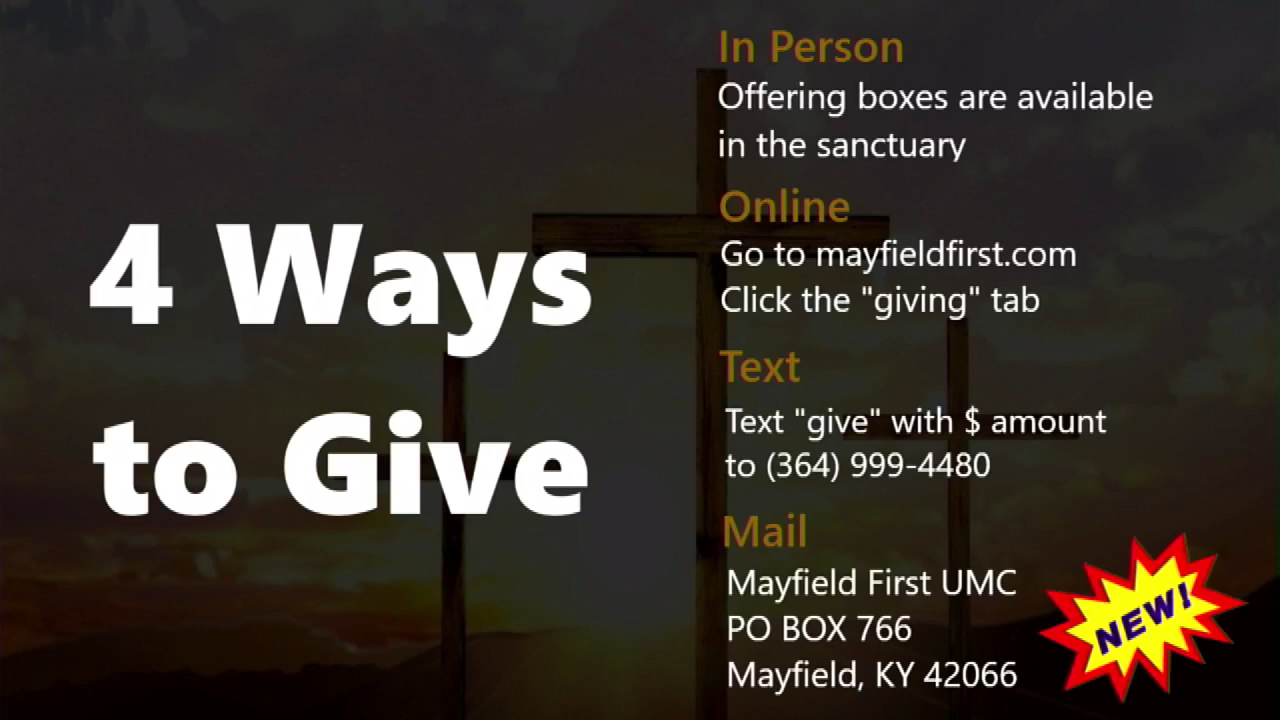 4 Ways
to Give
In Person
Offering boxes are available
in the sanctuary
Online
Go to mayfieldfirst.com
Click the "giving" tab
Text
Text "give" with $ amount
to (364) 999-4480
Mail
Mayfield First UMC
PO BOX 766
Mayfield, KY 42066
NEW!